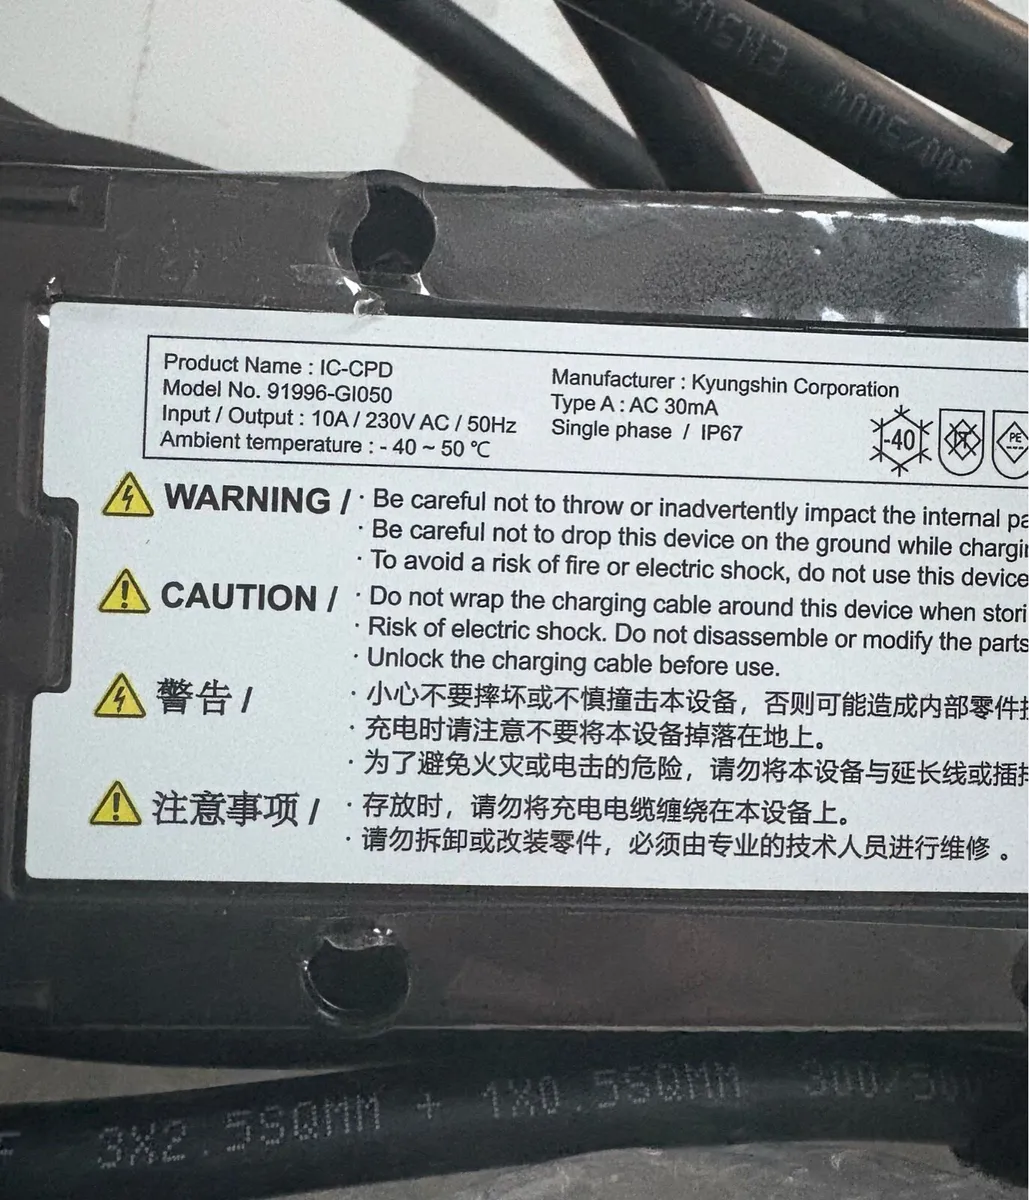 300/500V
Product Name : IC-CPD
Model No. 91996-GI050
Input / Output : 10A / 230V AC / 50Hz
Ambient temperature : - 40 ~ 50 ℃
Manufacturer : Kyungshin Corporation
Type A : AC 30mA
Single phase / IP67
-40
PE
WARNING / · Be careful not to throw or inadvertently impact the internal pa
· Be careful not to drop this device on the ground while chargin
· To avoid a risk of fire or electric shock, do not use this device
CAUTION / · Do not wrap the charging cable around this device when stori
· Risk of electric shock. Do not disassemble or modify the parts
· Unlock the charging cable before use.
警告 / · 小心不要摔坏或不慎撞击本设备，否则可能造成内部零件损
· 充电时请注意不要将本设备掉落在地上。
· 为了避免火灾或电击的危险，请勿将本设备与延长线或插排
注意事项 / · 存放时，请勿将充电电缆缠绕在本设备上。
· 请勿拆卸或改装零件，必须由专业的技术人员进行维修 。
3X2.5SQMM + 1X0.5SQMM 300/500